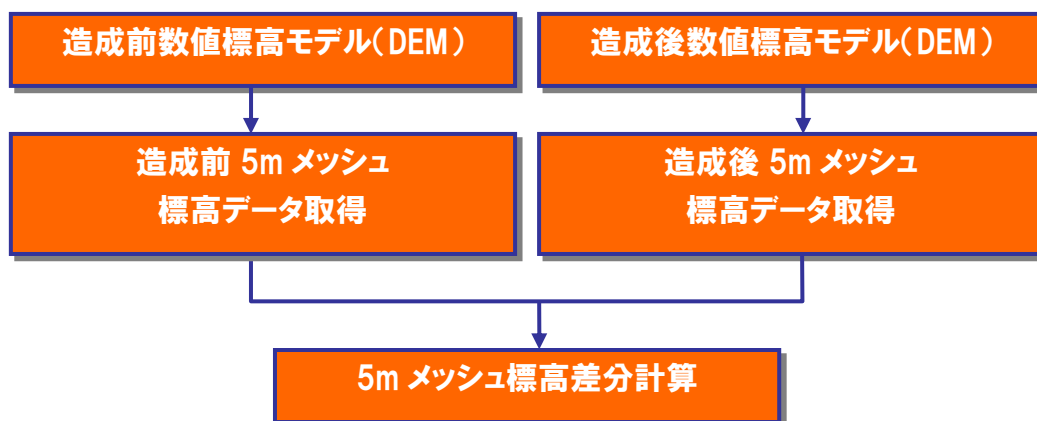 造成前数値標高モデル（DEM）
造成後数値標高モデル（DEM）
造成前 5m メッシュ
標高データ取得
造成後 5m メッシュ
標高データ取得
5m メッシュ標高差分計算